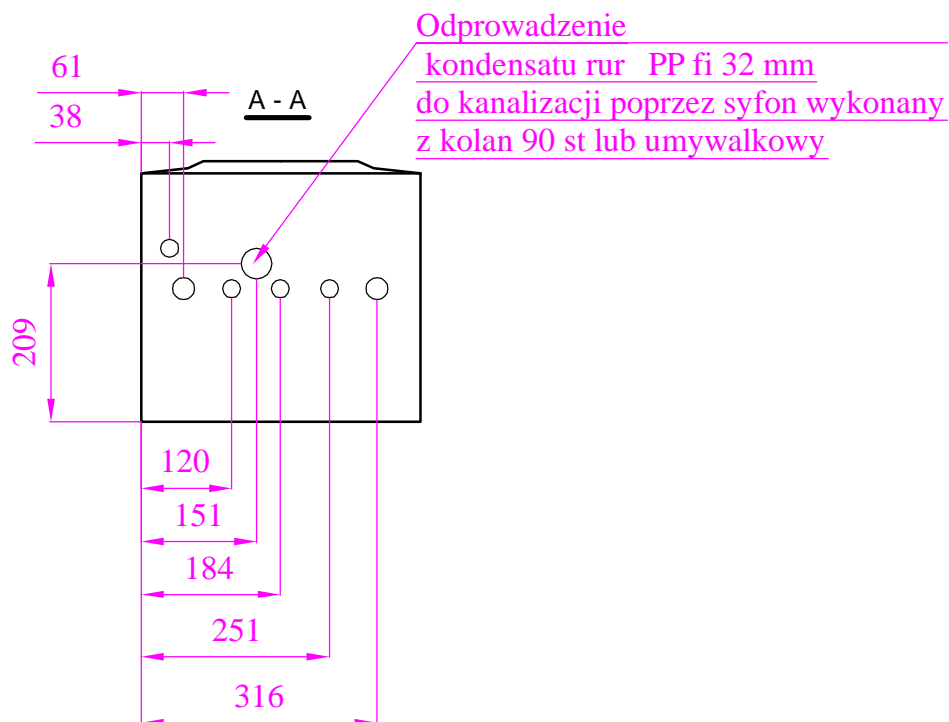 Odprowadzenie
kondensatu rur PP fi 32 mm
do kanalizacji poprzez syfon wykonany
z kolan 90 st lub umywalkowy
61
A - A
38
209
120
151
184
251
316